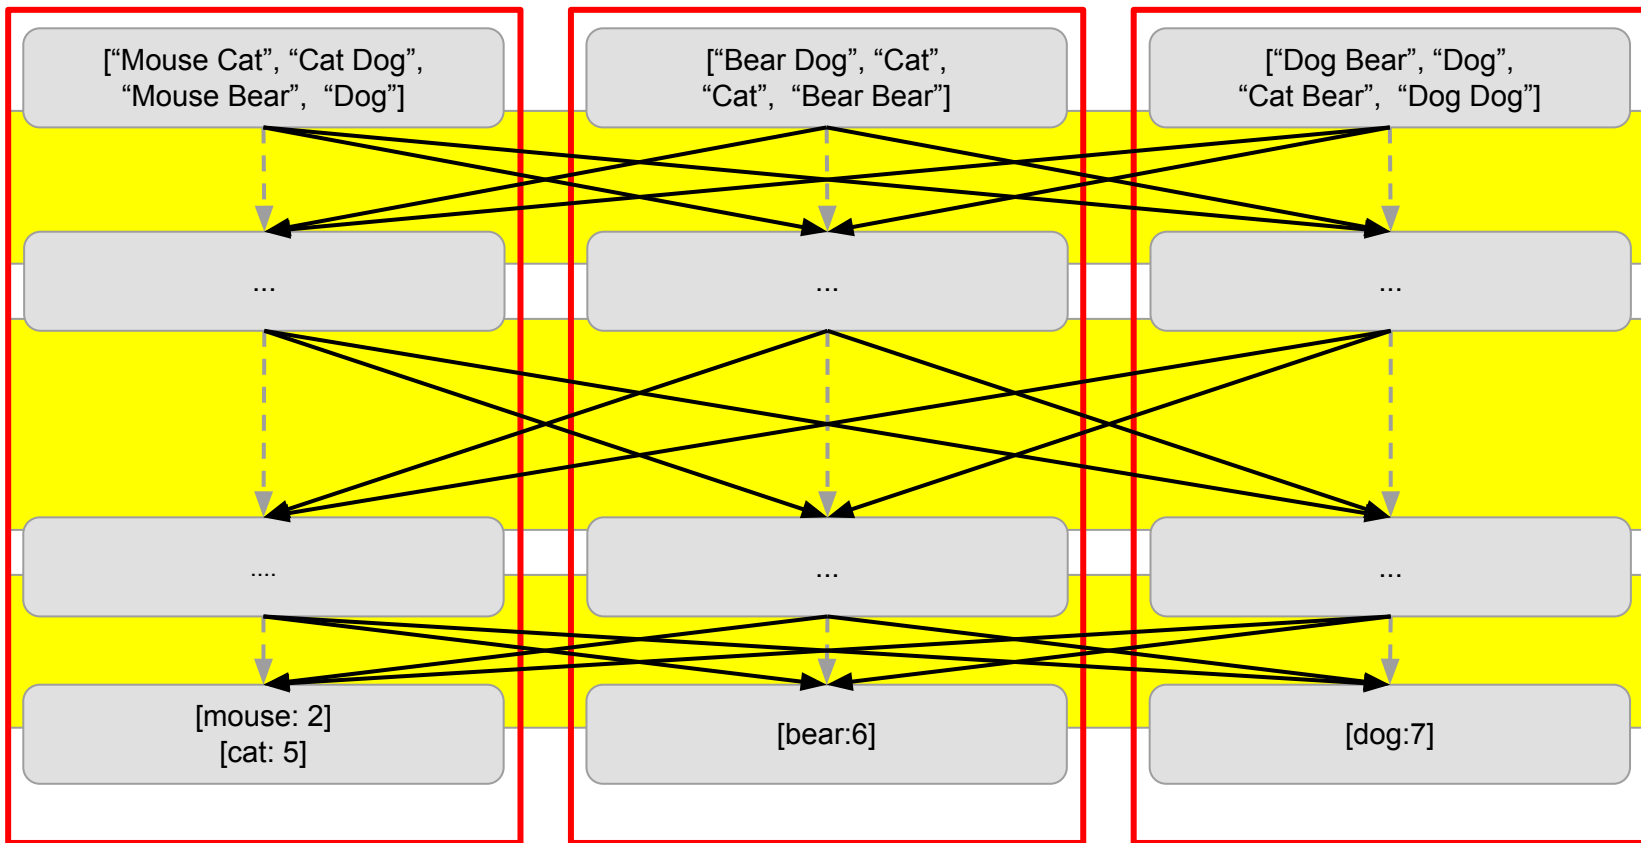 [“Mouse Cat”, “Cat Dog”,
“Mouse Bear”,  “Dog”]
[“Bear Dog”, “Cat”,
“Cat”,  “Bear Bear”]
[“Dog Bear”, “Dog”,
“Cat Bear”,  “Dog Dog”]
...
...
...
....
...
...
[mouse: 2]
[cat: 5]
[bear:6]
[dog:7]